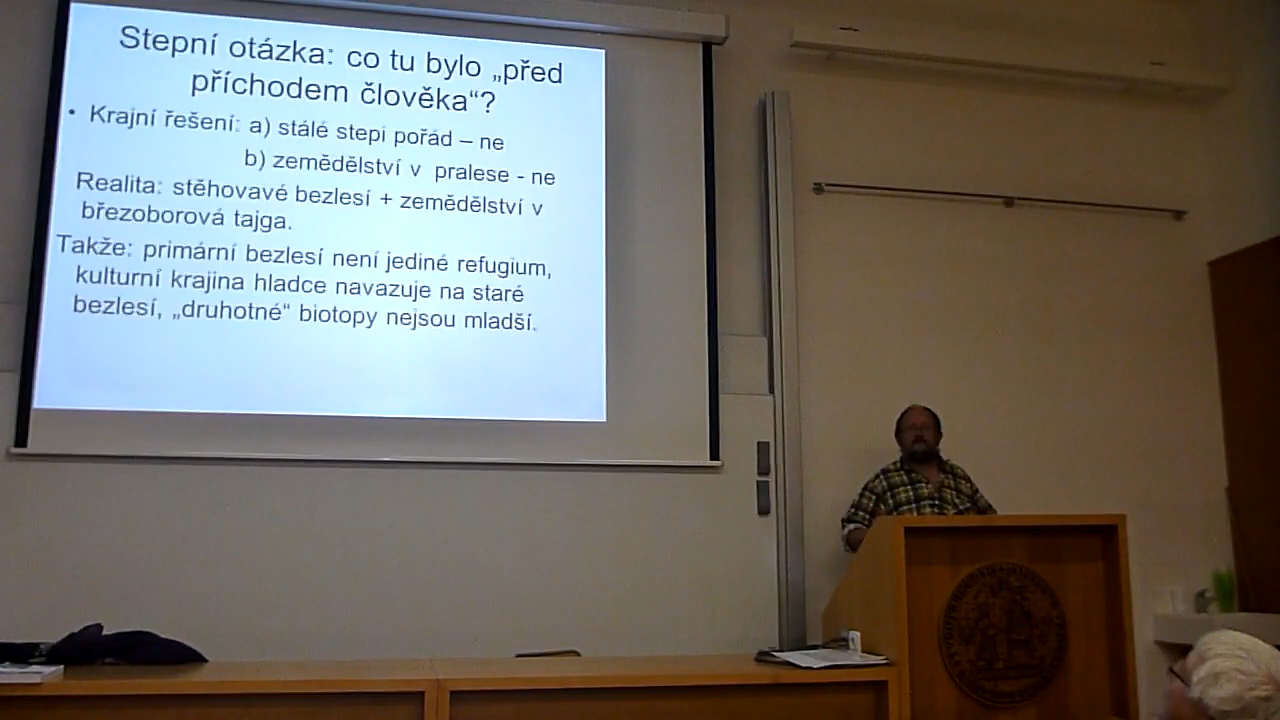 Stepní otázka: co tu bylo „před
příchodem člověka“?
• Krajní řešení: a) stálé stepi pořád – ne
b) zemědělství v pralese - ne
Realita: stěhovavé bezlesí + zemědělství v
březoborová tajga.
Takže: primární bezlesí není jediné refugium,
kulturní krajina hladce navazuje na staré
bezlesí, „druhotné“ biotopy nejsou mladší.